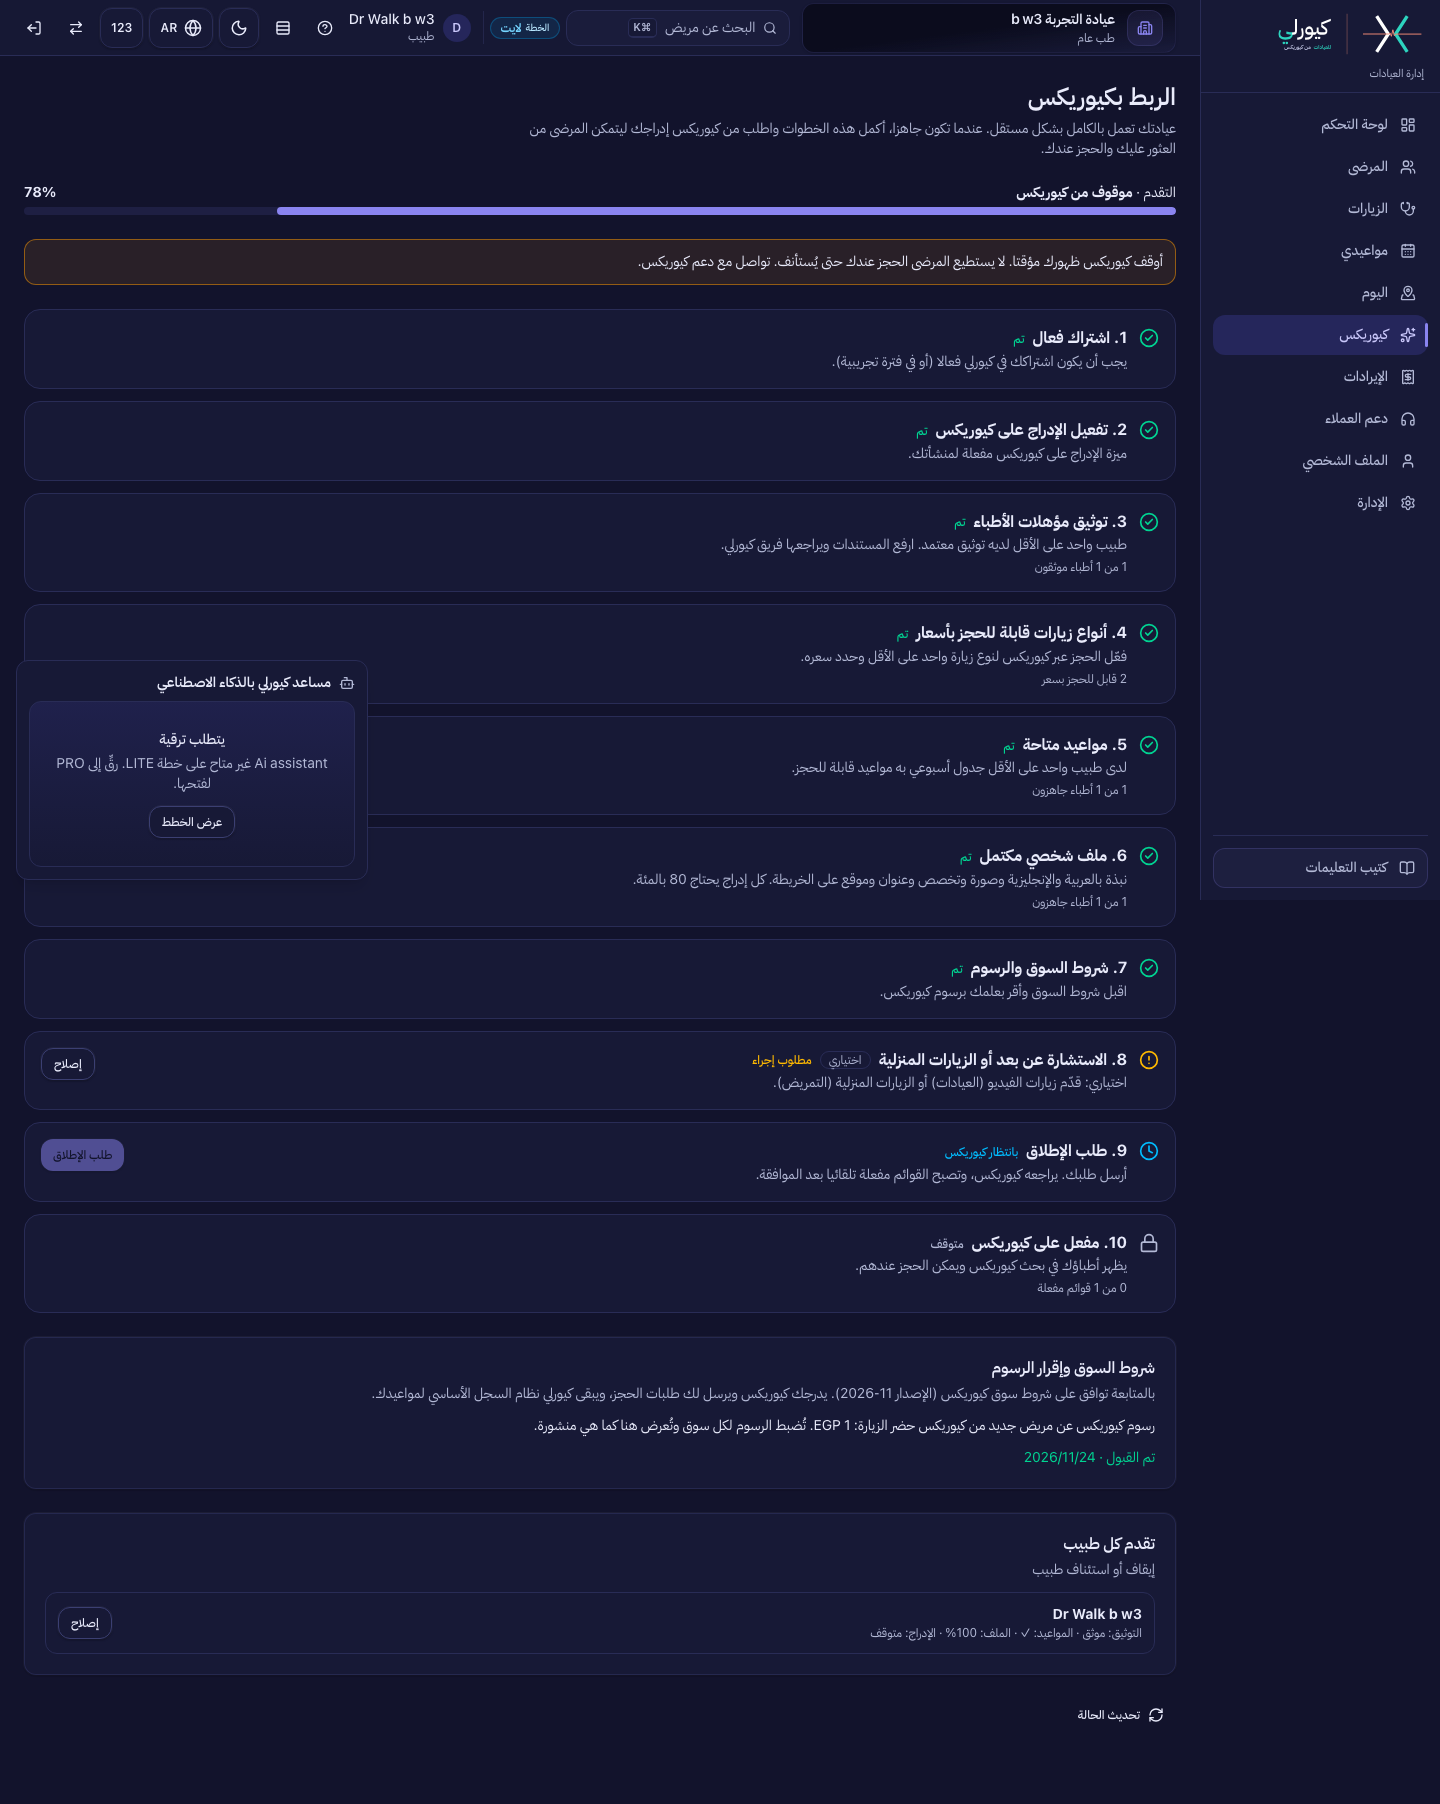 كيورلي
للعيادات من كيوريكس
إدارة العيادات
لوحة التحكم
المرضى
الزيارات
مواعيدي
اليوم
كيوريكس
الإيرادات
دعم العملاء
الملف الشخصي
الإدارة
كتيب التعليمات
عيادة التجربة b w3
طب عام
البحث عن مريض
⌘K
الخطة لايت
D
Dr Walk b w3
طبيب
AR
123
الربط بكيوريكس
عيادتك تعمل بالكامل بشكل مستقل. عندما تكون جاهزا، أكمل هذه الخطوات واطلب من كيوريكس إدراجك ليتمكن المرضى من
العثور عليك والحجز عندك.
التقدم · موقوف من كيوريكس
78%
أوقف كيوريكس ظهورك مؤقتا. لا يستطيع المرضى الحجز عندك حتى يُستأنف. تواصل مع دعم كيوريكس.
1. اشتراك فعال تم
يجب أن يكون اشتراكك في كيورلي فعالا (أو في فترة تجريبية).
2. تفعيل الإدراج على كيوريكس تم
ميزة الإدراج على كيوريكس مفعلة لمنشأتك.
3. توثيق مؤهلات الأطباء تم
طبيب واحد على الأقل لديه توثيق معتمد. ارفع المستندات ويراجعها فريق كيورلي.
1 من 1 أطباء موثقون
4. أنواع زيارات قابلة للحجز بأسعار تم
فعّل الحجز عبر كيوريكس لنوع زيارة واحد على الأقل وحدد سعره.
2 قابل للحجز بسعر
5. مواعيد متاحة تم
لدى طبيب واحد على الأقل جدول أسبوعي به مواعيد قابلة للحجز.
1 من 1 أطباء جاهزون
6. ملف شخصي مكتمل تم
نبذة بالعربية والإنجليزية وصورة وتخصص وعنوان وموقع على الخريطة. كل إدراج يحتاج 80 بالمئة.
1 من 1 أطباء جاهزون
مساعد كيورلي بالذكاء الاصطناعي
يتطلب ترقية
Ai assistant غير متاح على خطة LITE. رقٍّ إلى PRO
لفتحها.
عرض الخطط
7. شروط السوق والرسوم تم
اقبل شروط السوق وأقر بعلمك برسوم كيوريكس.
8. الاستشارة عن بعد أو الزيارات المنزلية اختياري مطلوب إجراء
اختياري: قدّم زيارات الفيديو (العيادات) أو الزيارات المنزلية (التمريض).
إصلاح
9. طلب الإطلاق بانتظار كيوريكس
أرسل طلبك. يراجعه كيوريكس، وتصبح القوائم مفعلة تلقائيا بعد الموافقة.
طلب الإطلاق
10. مفعل على كيوريكس متوقف
يظهر أطباؤك في بحث كيوريكس ويمكن الحجز عندهم.
0 من 1 قوائم مفعلة
شروط السوق وإقرار الرسوم
بالمتابعة توافق على شروط سوق كيوريكس (الإصدار 11-2026). يدرجك كيوريكس ويرسل لك طلبات الحجز، ويبقى كيورلي نظام السجل الأساسي لمواعيدك.
رسوم كيوريكس عن مريض جديد من كيوريكس حضر الزيارة: EGP 1. تُضبط الرسوم لكل سوق وتُعرض هنا كما هي منشورة.
تم القبول · 2026/11/24
تقدم كل طبيب
إيقاف أو استئناف طبيب
Dr Walk b w3
التوثيق: موثق · المواعيد: ✓ · الملف: 100% · الإدراج: متوقف
إصلاح
تحديث الحالة